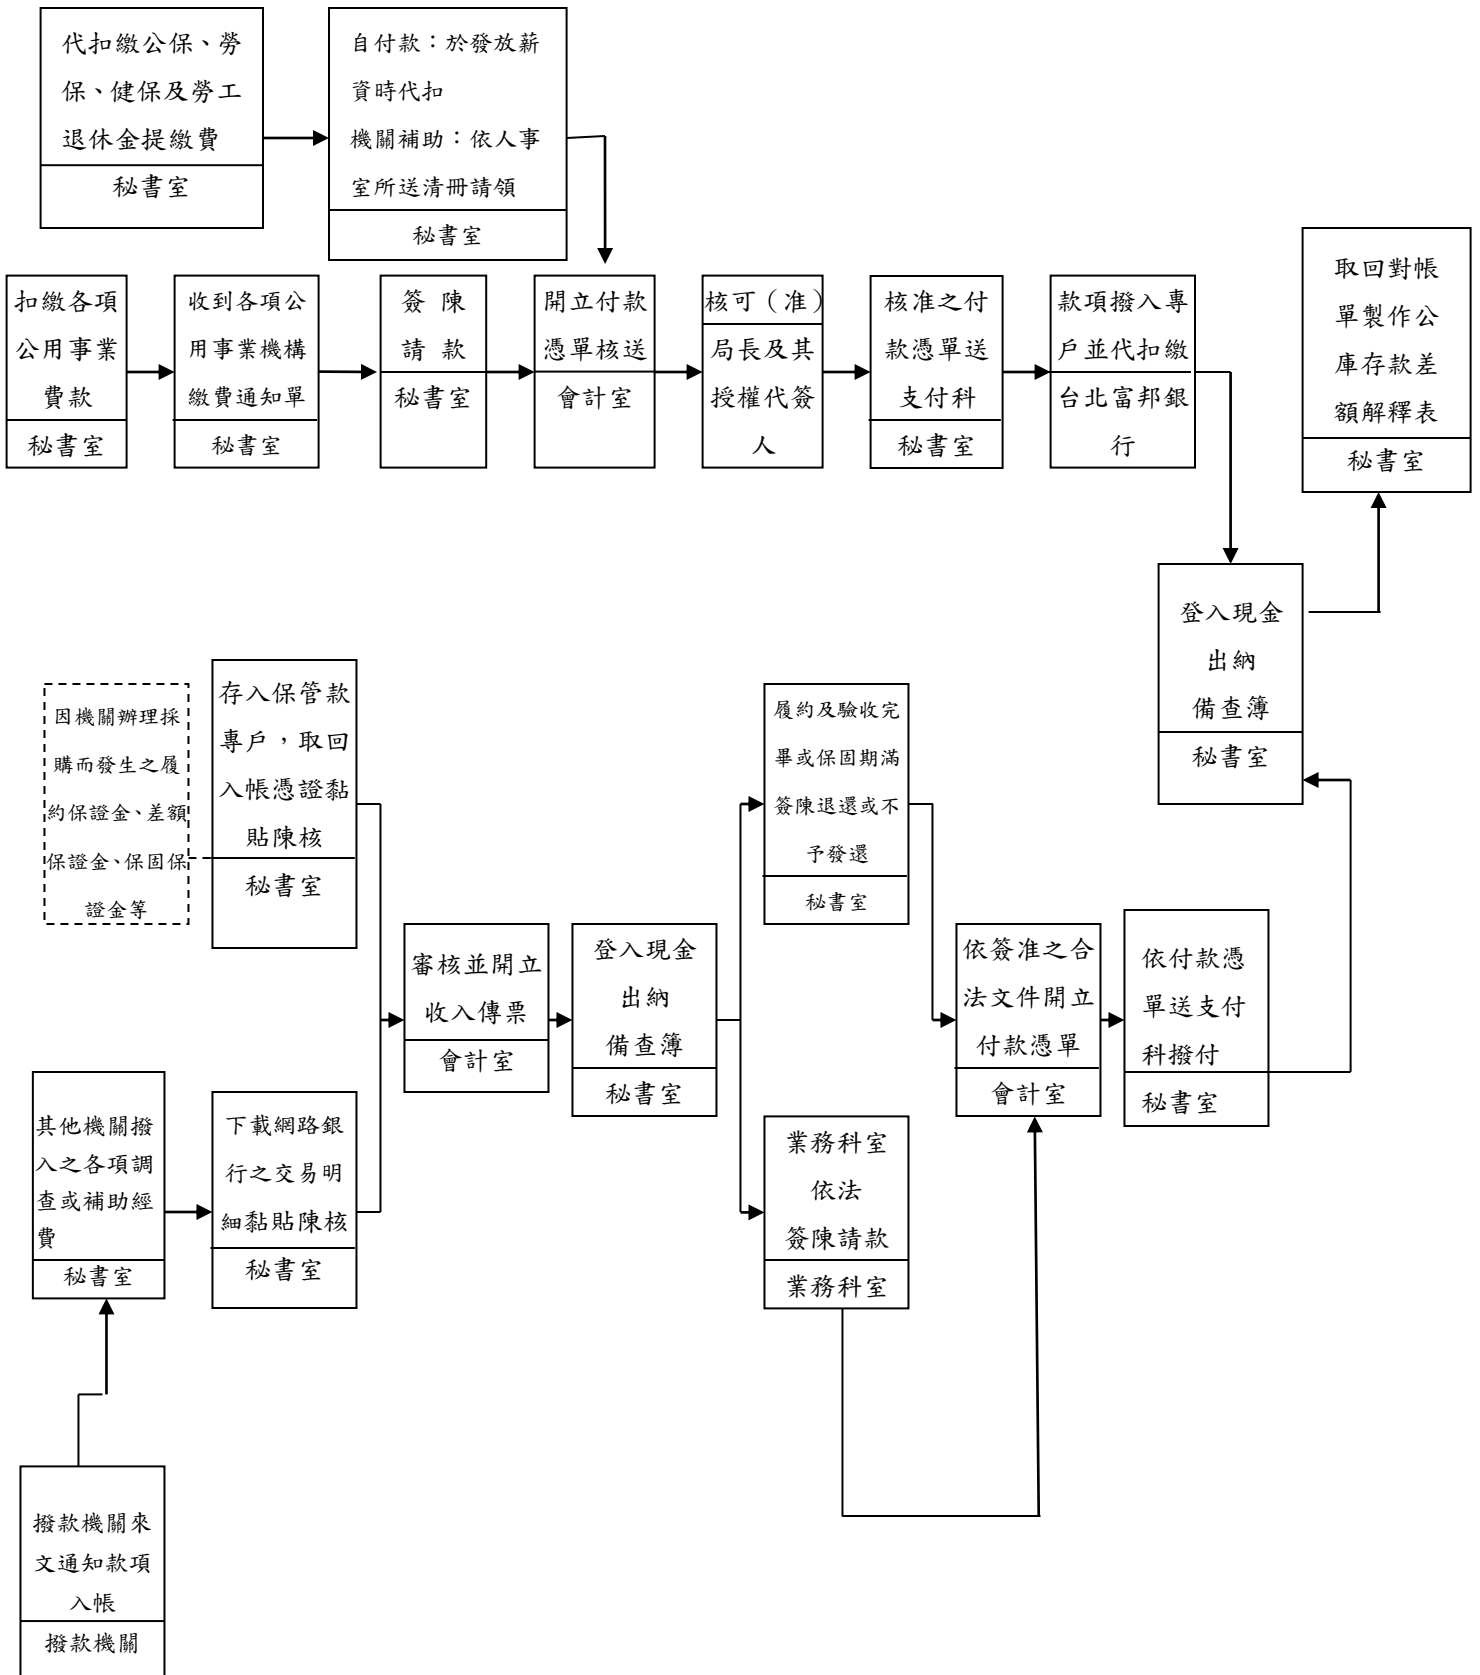 代扣繳公保、勞
保、健保及勞工
退休金提繳費
秘書室
自付款：於發放薪
資時代扣
機關補助：依人事
室所送清冊請領
秘書室
扣繳各項
公用事業
費款
秘書室
收到各項公
用事業機構
繳費通知單
秘書室
簽 陳
請 款
秘書室
開立付款
憑單核送
會計室
核可（准）
局長及其
授權代簽
人
核准之付
款憑單送
支付科
秘書室
款項撥入專
戶並代扣繳
台北富邦銀
行
取回對帳
單製作公
庫存款差
額解釋表
秘書室
登入現金
出納
備查簿
秘書室
因機關辦理採
購而發生之履
約保證金、差額
保證金、保固保
證金等
存入保管款
專戶，取回
入帳憑證黏
貼陳核
秘書室
審核並開立
收入傳票
會計室
登入現金
出納
備查簿
秘書室
履約及驗收完
畢或保固期滿
簽陳退還或不
予發還
秘書室
依簽准之合
法文件開立
付款憑單
會計室
依付款憑
單送支付
科撥付
秘書室
其他機關撥
入之各項調
查或補助經
費
秘書室
下載網路銀
行之交易明
細黏貼陳核
秘書室
業務科室
依法
簽陳請款
業務科室
撥款機關來
文通知款項
入帳
撥款機關